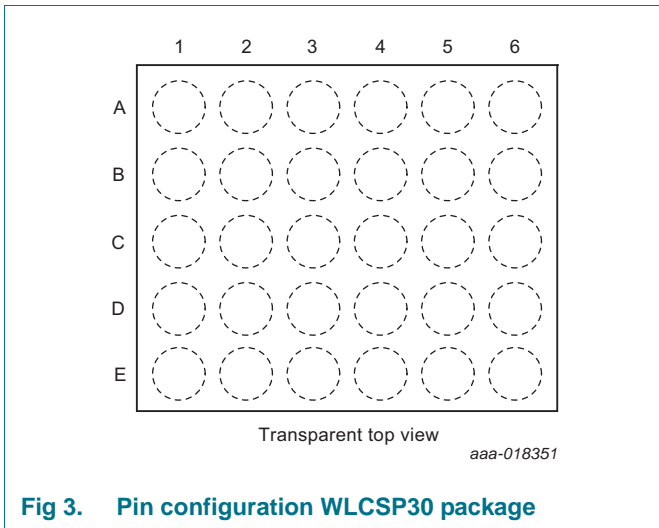 1 2 3 4 5 6
A
B
C
D
E
Transparent top view
aaa-018351
Fig 3. Pin configuration WLCSP30 package